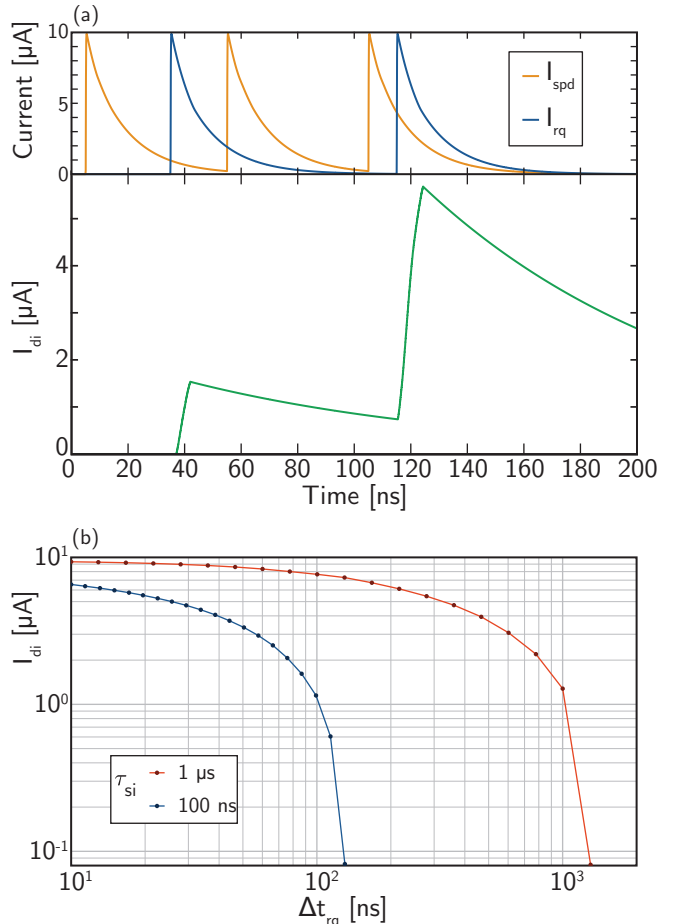 (a)
Current [μA]
10
5
0
I_spd
I_rq
I_di [μA]
4
2
0
0 20 40 60 80 100 120 140 160 180 200
Time [ns]
(b)
I_di [μA]
10^1
10^0
10^-1
τ_si
1 μs
100 ns
10^1 10^2 10^3
Δt_rq [ns]